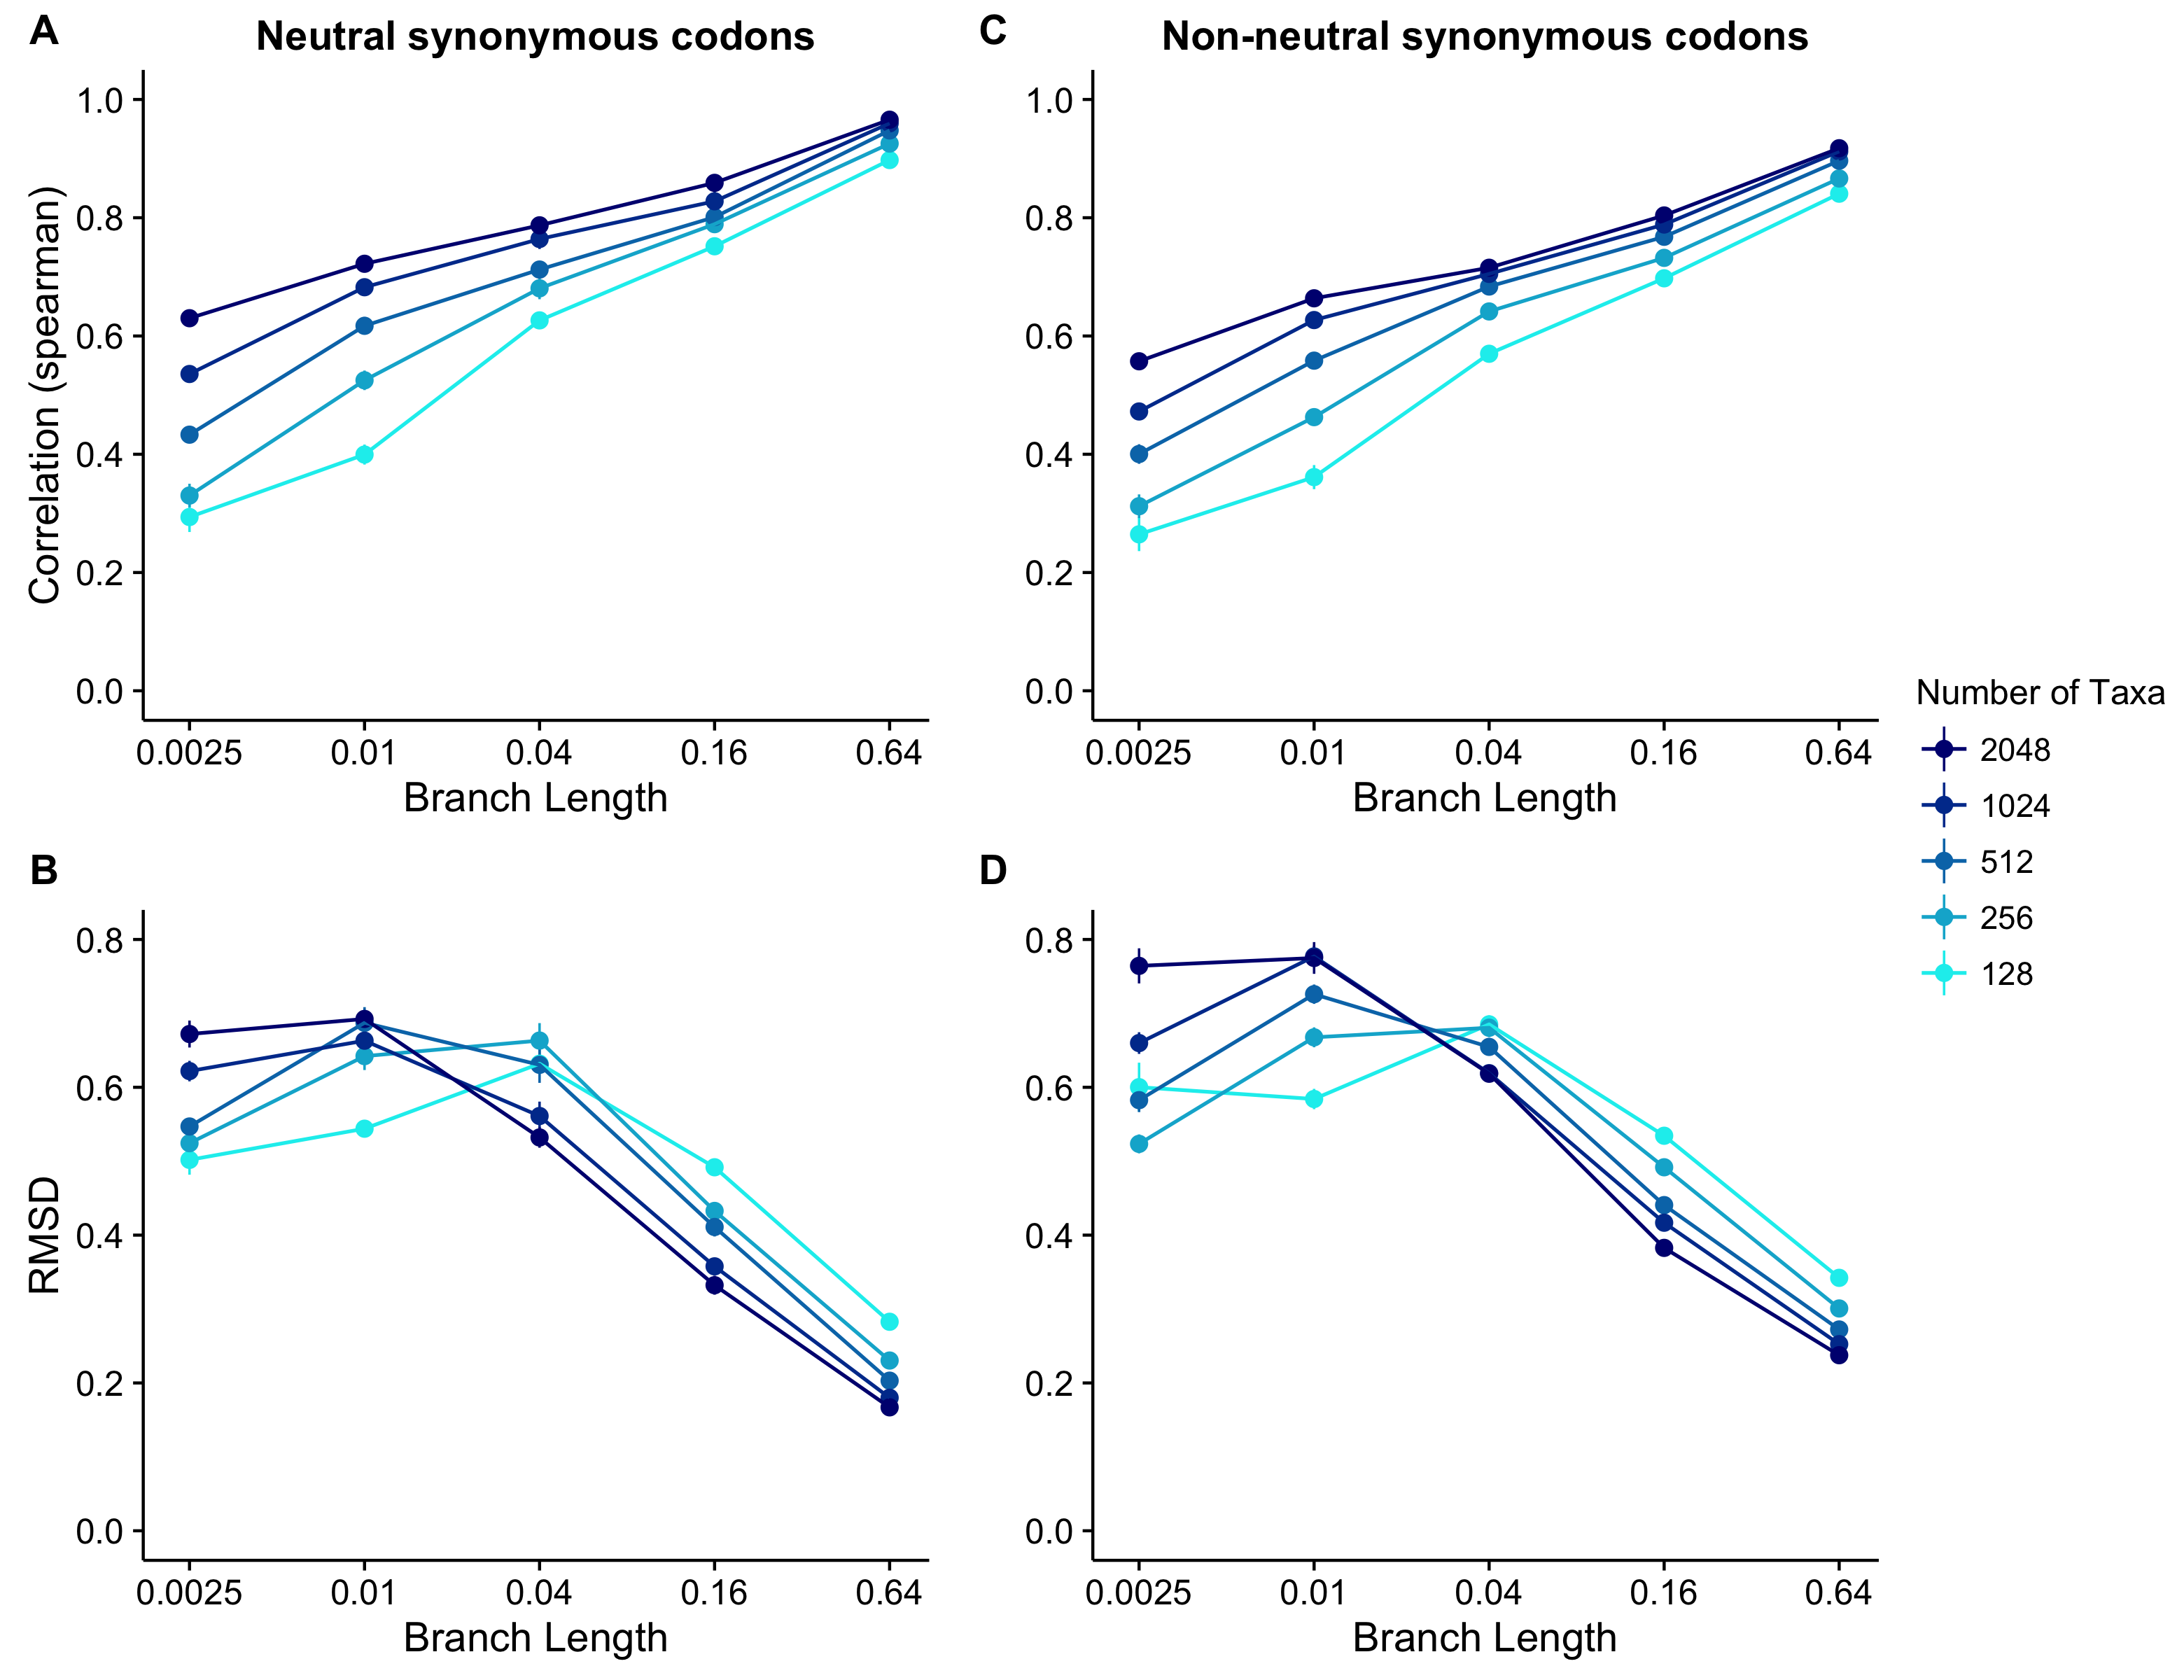 A
Neutral synonymous codons
1.0
0.8
0.6
0.4
0.2
0.0
Correlation (spearman)
0.0025 0.01 0.04 0.16 0.64
Branch Length
C
Non-neutral synonymous codons
1.0
0.8
0.6
0.4
0.2
0.0
0.0025 0.01 0.04 0.16 0.64
Branch Length
B
0.8
0.6
0.4
0.2
0.0
RMSD
0.0025 0.01 0.04 0.16 0.64
Branch Length
D
0.8
0.6
0.4
0.2
0.0
0.0025 0.01 0.04 0.16 0.64
Branch Length
Number of Taxa
2048
1024
512
256
128